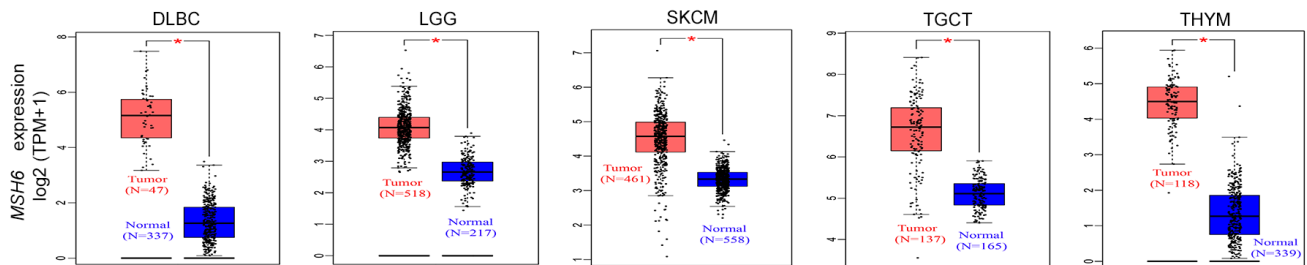 DLBC
LGG
SKCM
TGCT
THYM
MSH6 expression
log2 (TPM+1)
0
2
4
6
8
*
Tumor
(N=47)
Normal
(N=337)
0
1
2
3
4
5
6
7
*
Tumor
(N=518)
Normal
(N=217)
1
2
3
4
5
6
7
*
Tumor
(N=461)
Normal
(N=558)
4
5
6
7
8
9
*
Tumor
(N=137)
Normal
(N=165)
0
1
2
3
4
5
6
*
Tumor
(N=118)
Normal
(N=339)